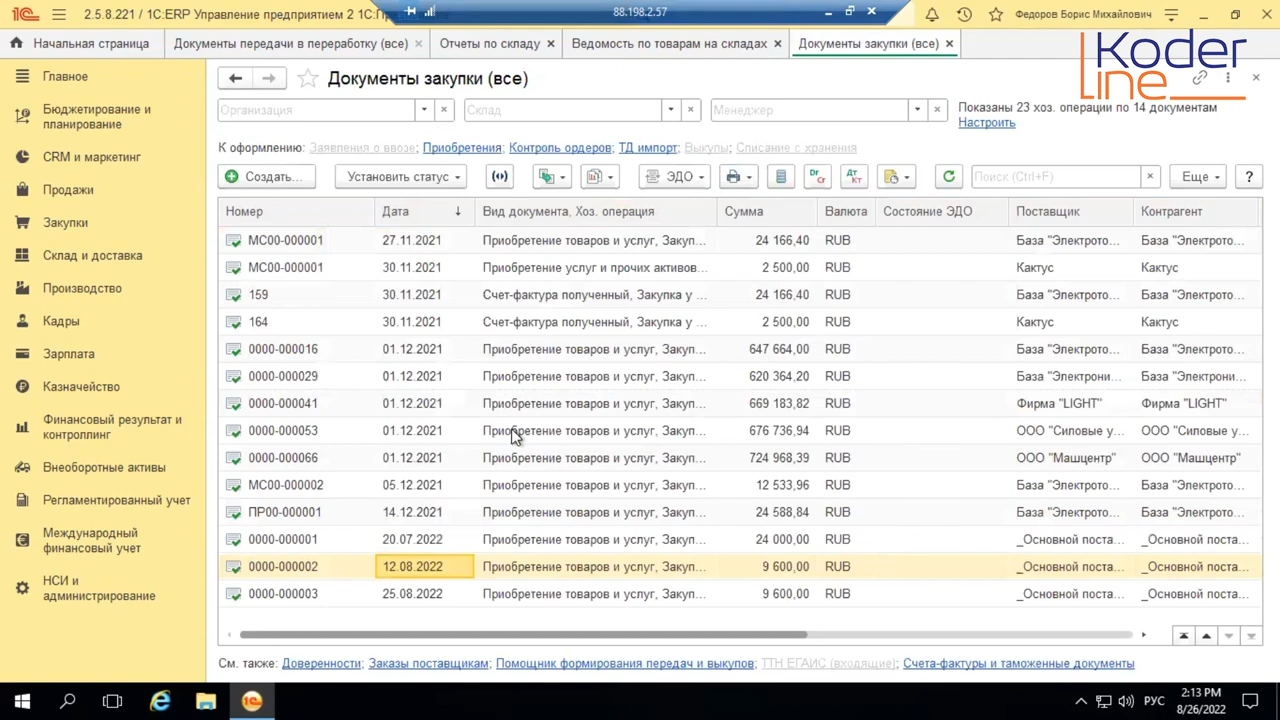 2.5.8.221 / 1С:ERP Управление предприятием 2 1С:Пр
88.198.2.57
Федоров Борис Михайлович
Начальная страница
Документы передачи в переработку (все)
Отчеты по складу
Ведомость по товарам на складах
Документы закупки (все)
Koder line
Главное
Бюджетирование и планирование
CRM и маркетинг
Продажи
Закупки
Склад и доставка
Производство
Кадры
Зарплата
Казначейство
Финансовый результат и контроллинг
Внеоборотные активы
Регламентированный учет
Международный финансовый учет
НСИ и администрирование
Документы закупки (все)
Организация
Склад
Менеджер
Показаны 23 хоз. операции по 14 документам
Настроить
К оформлению: Заявления о ввозе; Приобретения; Контроль ордеров; ТД импорт; Выкупы; Списание с хранения
Создать...
Установить статус
ЭДО
Поиск (Ctrl+F)
Еще
?
Номер Дата ↓ Вид документа, Хоз. операция Сумма Валюта Состояние ЭДО Поставщик Контрагент
МС00-000001 27.11.2021 Приобретение товаров и услуг, Закуп... 24 166,40 RUB База "Электрото... База "Электрото...
МС00-000001 30.11.2021 Приобретение услуг и прочих активов... 2 500,00 RUB Кактус Кактус
159 30.11.2021 Счет-фактура полученный, Закупка у ... 24 166,40 RUB База "Электрото... База "Электрото...
164 30.11.2021 Счет-фактура полученный, Закупка у ... 2 500,00 RUB Кактус Кактус
0000-000016 01.12.2021 Приобретение товаров и услуг, Закуп... 647 664,00 RUB База "Электрото... База "Электрото...
0000-000029 01.12.2021 Приобретение товаров и услуг, Закуп... 620 364,20 RUB База "Электрони... База "Электрони...
0000-000041 01.12.2021 Приобретение товаров и услуг, Закуп... 669 183,82 RUB Фирма "LIGHT" Фирма "LIGHT"
0000-000053 01.12.2021 Приобретение товаров и услуг, Закуп... 676 736,94 RUB ООО "Силовые у... ООО "Силовые у...
0000-000066 01.12.2021 Приобретение товаров и услуг, Закуп... 724 968,39 RUB ООО "Машцентр" ООО "Машцентр"
МС00-000002 05.12.2021 Приобретение товаров и услуг, Закуп... 12 533,96 RUB База "Электрото... База "Электрото...
ПР00-000001 14.12.2021 Приобретение товаров и услуг, Закуп... 24 588,84 RUB База "Электрото... База "Электрото...
0000-000001 20.07.2022 Приобретение товаров и услуг, Закуп... 24 000,00 RUB _Основной поста... _Основной поста...
0000-000002 12.08.2022 Приобретение товаров и услуг, Закуп... 9 600,00 RUB _Основной поста... _Основной поста...
0000-000003 25.08.2022 Приобретение товаров и услуг, Закуп... 9 600,00 RUB _Основной поста... _Основной поста...
См. также: Доверенности; Заказы поставщикам; Помощник формирования передач и выкупов; ТТН ЕГАИС (входящие); Счета-фактуры и таможенные документы
РУС
2:13 PM
8/26/2022